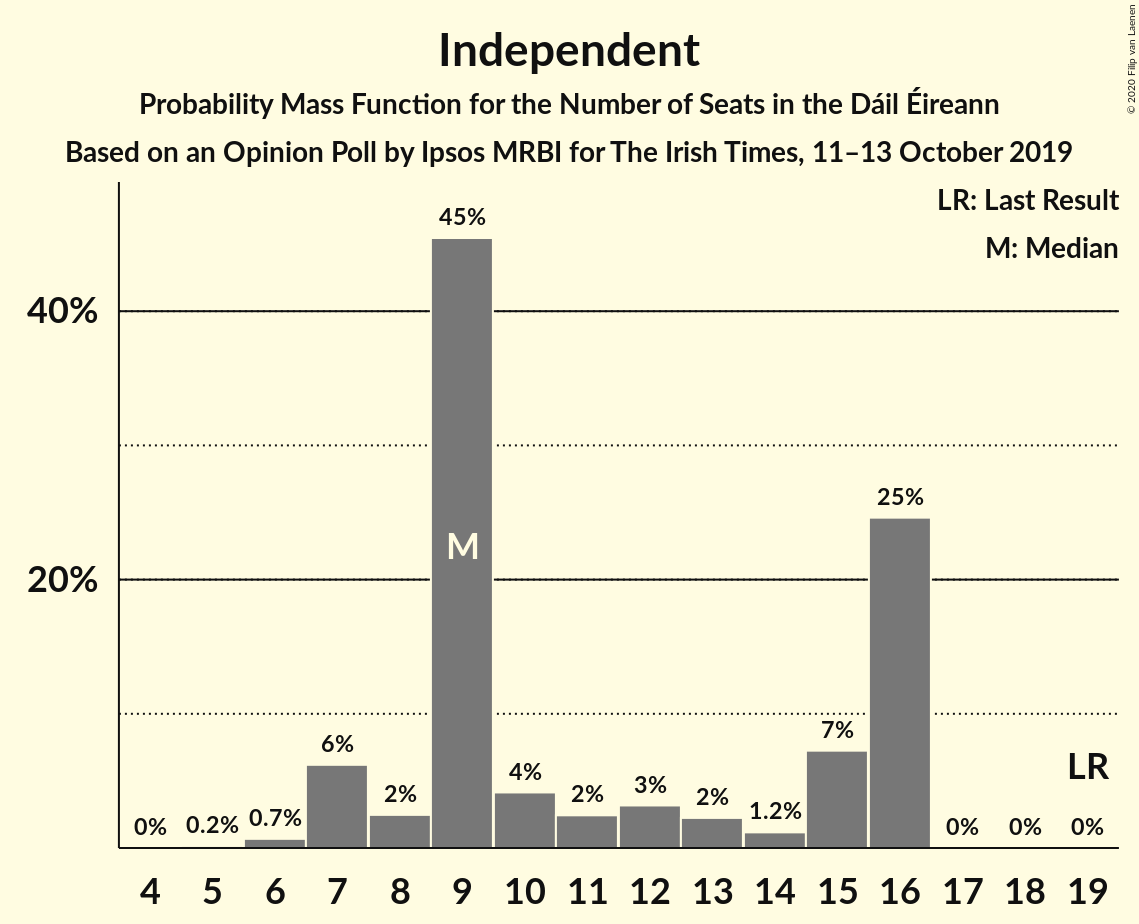 Independent
Probability Mass Function for the Number of Seats in the Dáil Éireann
Based on an Opinion Poll by Ipsos MRBI for The Irish Times, 11–13 October 2019
© 2020 Filip van Laenen
LR: Last Result
M: Median
45%
40%
25%
M
20%
7%
6%
LR
4%
3%
2%
2%
2%
1.2%
0.7%
0.2%
0%
0%
0%
0%
4 5 6 7 8 9 10 11 12 13 14 15 16 17 18 19